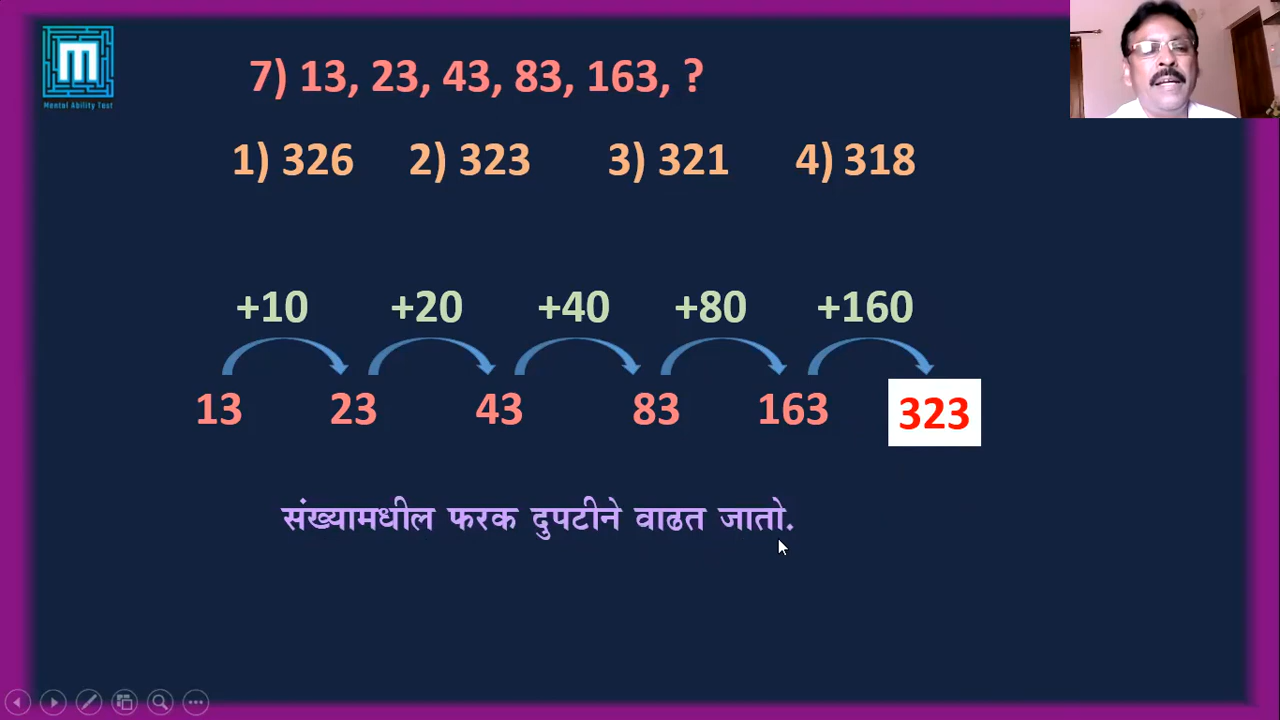 M
Mental Ability Test
7) 13, 23, 43, 83, 163, ?
1) 326 2) 323 3) 321 4) 318
+10 +20 +40 +80 +160
13 23 43 83 163 323
संख्यामधील फरक दुपटीने वाढत जातो.